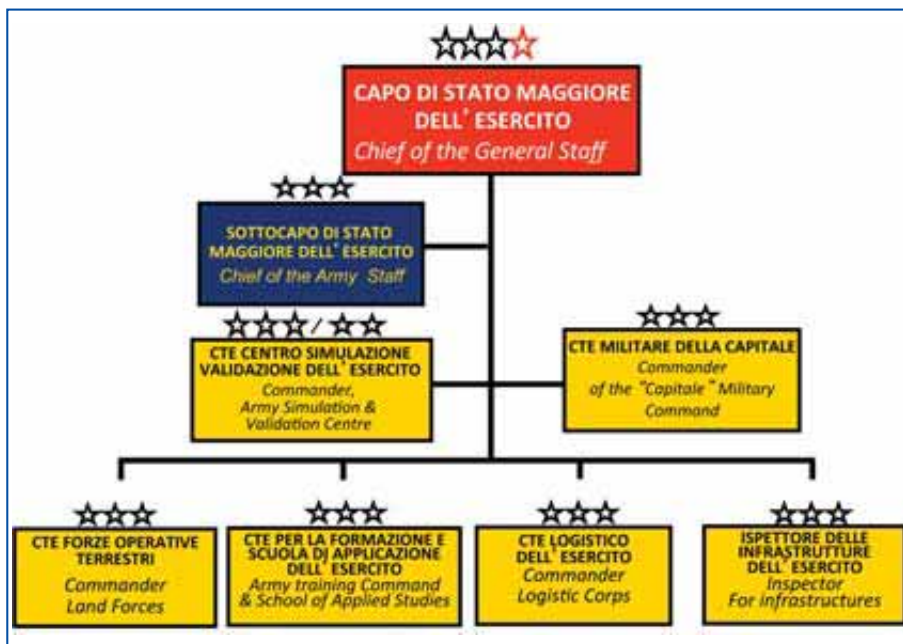 CAPO DI STATO MAGGIORE
DELL' ESERCITO
Chief of the General Staff
SOTTOCAPO DI STATO
MAGGIORE DELL' ESERCITO
Chief of the Army Staff
/
CTE CENTRO SIMULAZIONE
VALIDAZIONE DELL' ESERCITO
Commander,
Army Simulation &
Validation Centre
CTE MILITARE DELLA CAPITALE
Commander
of the "Capitale" Military
Command
CTE FORZE OPERATIVE
TERRESTRI
Commander
Land Forces
CTE PER LA FORMAZIONE E
SCUOLA DI APPLICAZIONE
DELL' ESERCITO
Army training Command
& School of Applied Studies
CTE LOGISTICO
DELL' ESERCITO
Commander
Logistic Corps
ISPETTORE DELLE
INFRASTRUTTURE
DELL' ESERCITO
Inspector
For infrastructures